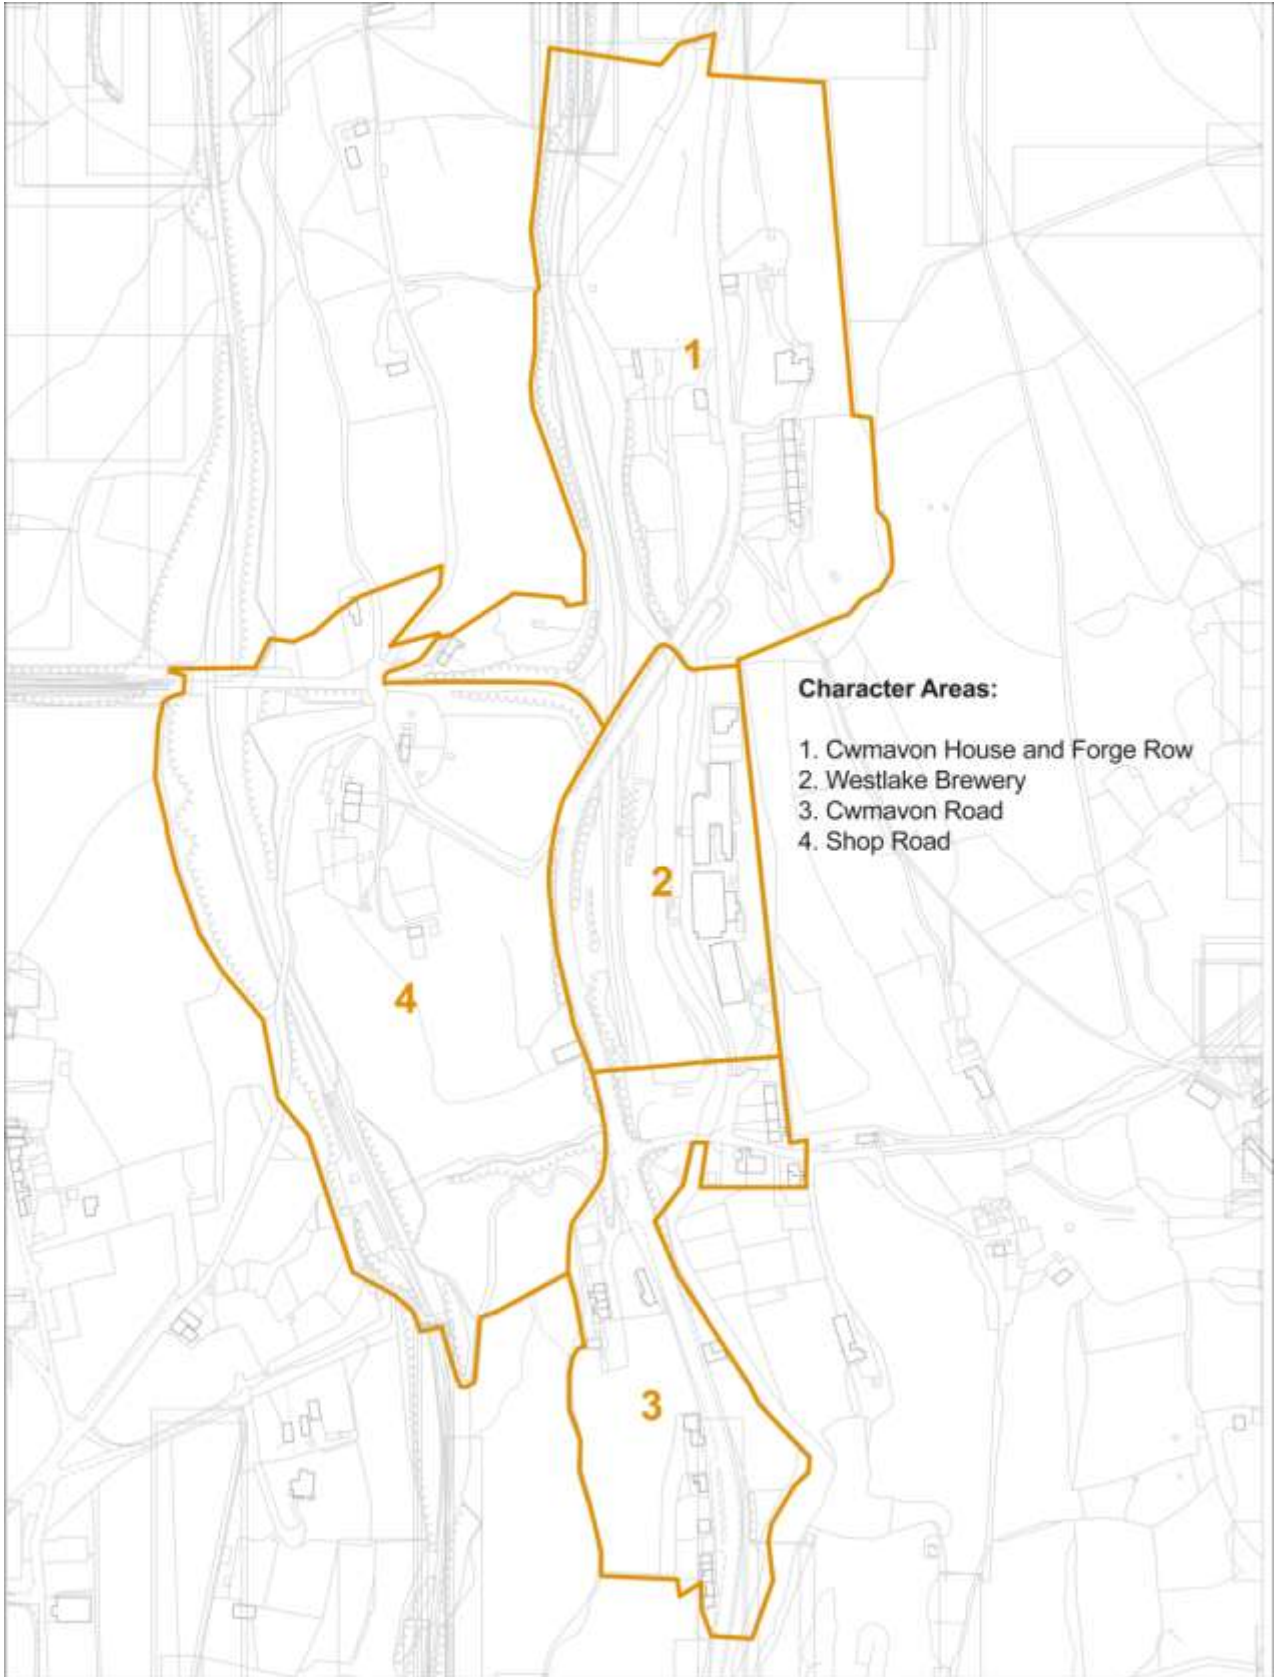 1
Character Areas:
1. Cwmavon House and Forge Row
2. Westlake Brewery
3. Cwmavon Road
4. Shop Road
2
4
3